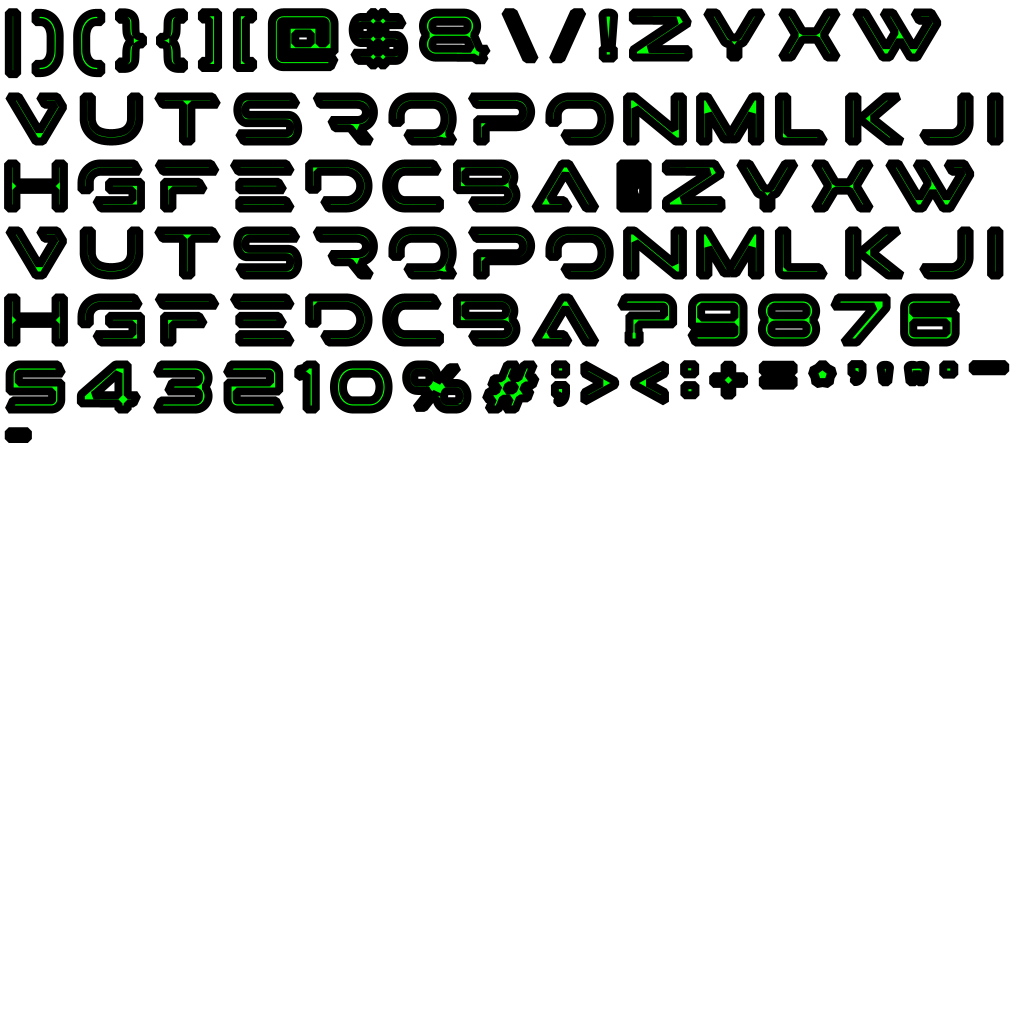 |)(}{][@$&\/!ZYXW
VUTSRQPONMLKJI
HGFEDCBA ZYXW
VUTSRQPONMLKJI
HGFEDCBA?9876
543210%#;><:+=*,'"._
-